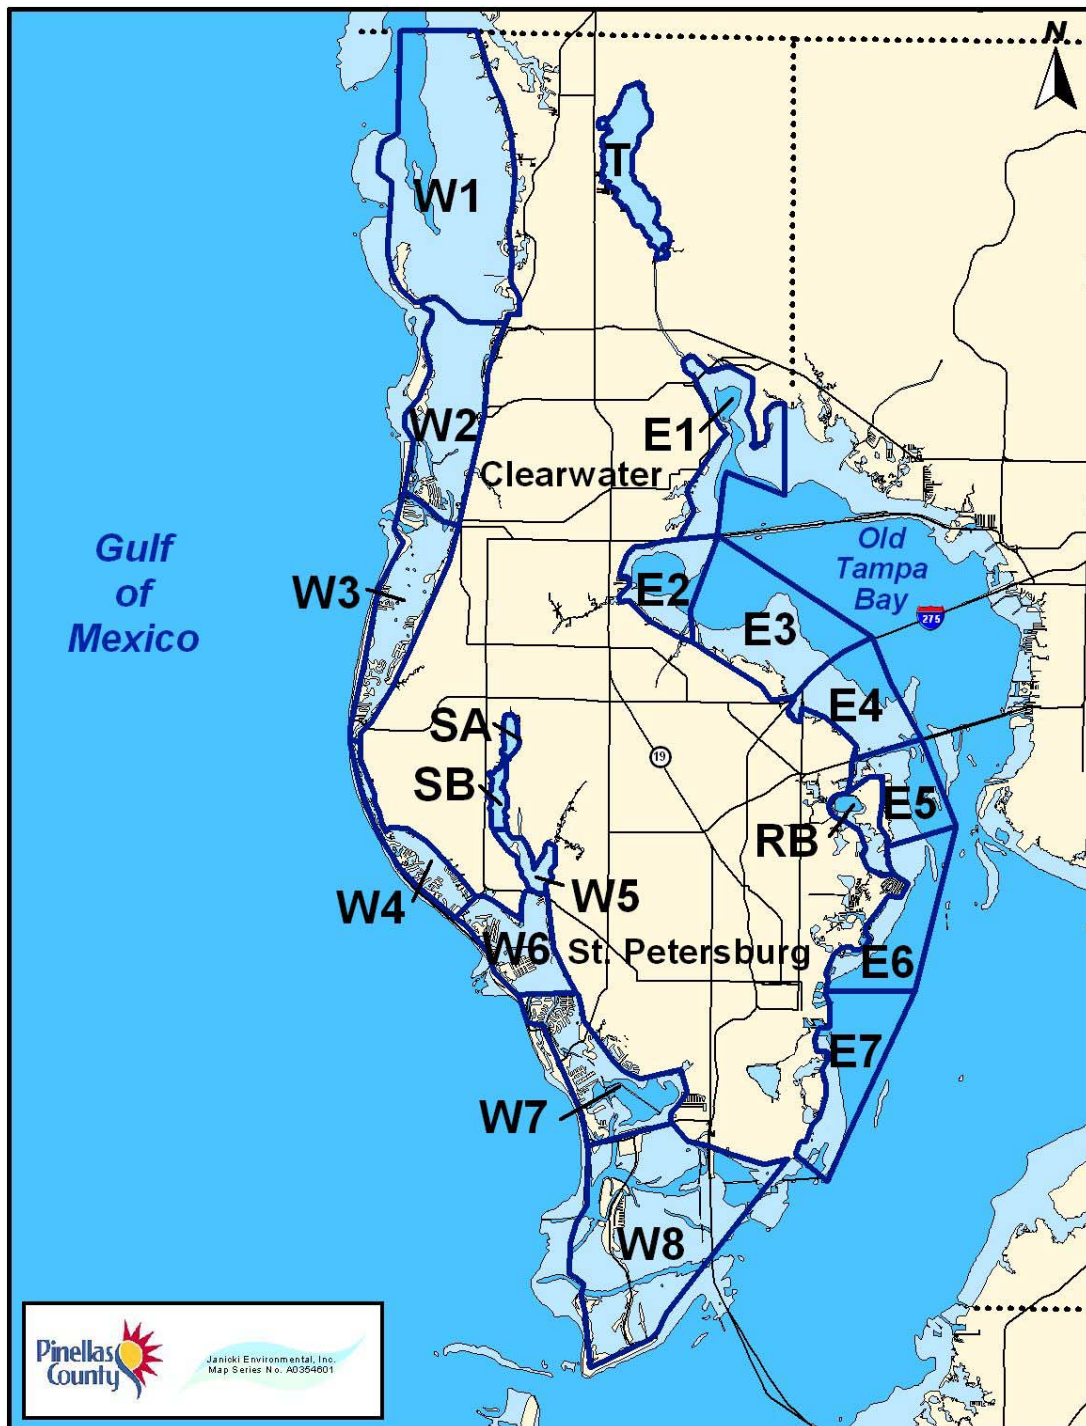 N
T
W1
W2
E1
Clearwater
Gulf
of
Mexico
Old
Tampa
Bay
275
W3
E2
E3
E4
SA
19
SB
E5
RB
W4
W5
W6
St. Petersburg
E6
E7
W7
W8
Pinellas
County
Janicki Environmental, Inc.
Map Series No. A0354601